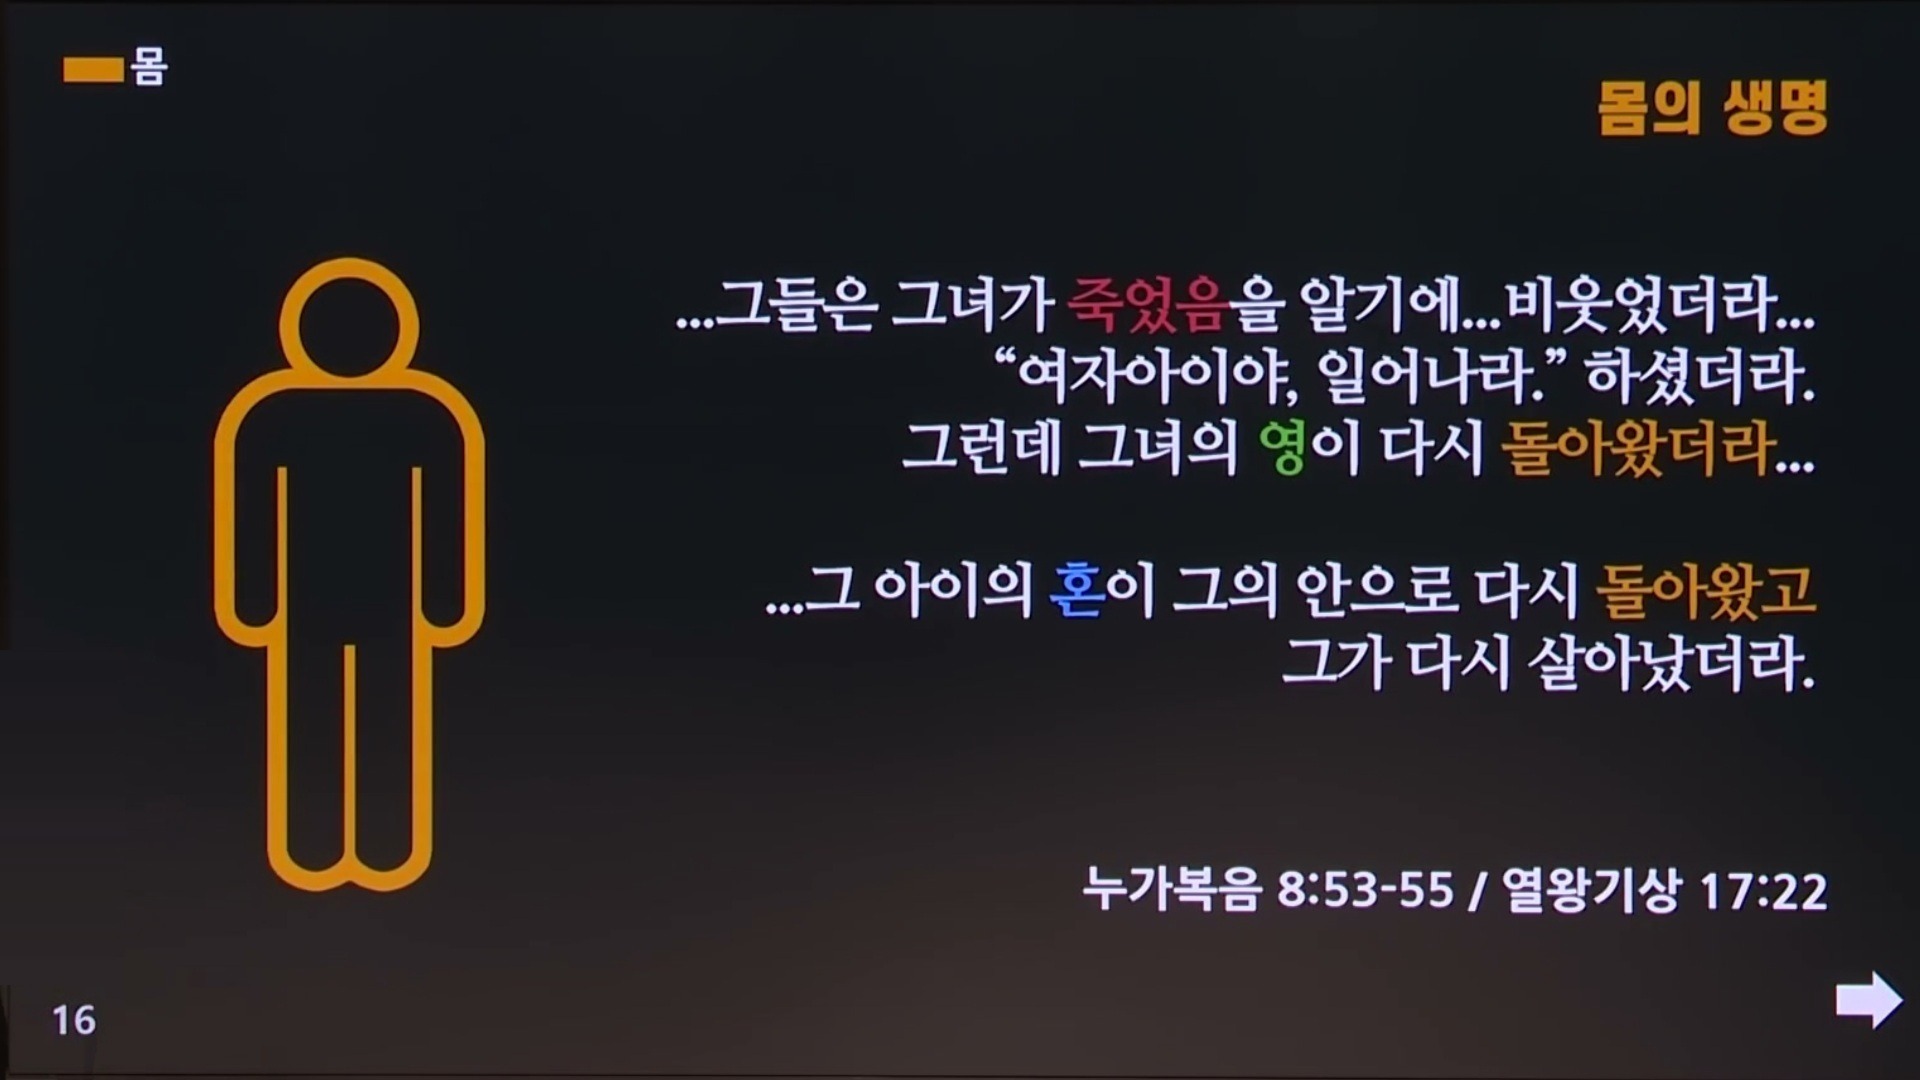 몸
몸의 생명
...그들은 그녀가 죽었음을 알기에...비웃었더라...
“여자아이야, 일어나라.” 하셨더라.
그런데 그녀의 영이 다시 돌아왔더라...
...그 아이의 혼이 그의 안으로 다시 돌아왔고
그가 다시 살아났더라.
누가복음 8:53-55 / 열왕기상 17:22
16